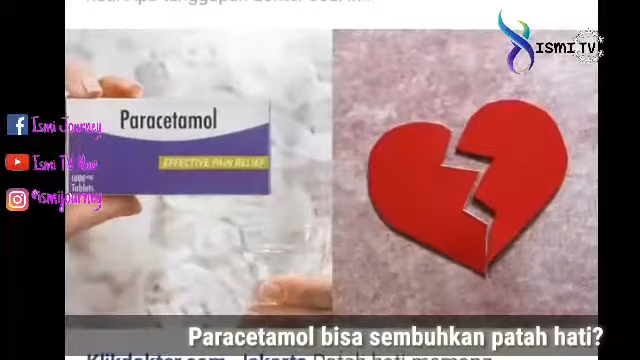 ISMI TV
Paracetamol
EFFECTIVE PAIN RELIEF
1000mg
Tablets
Ismi Journey
Ismi TV Now
@ismijourney
Paracetamol bisa sembuhkan patah hati?
Klikdokter.com, Jakarta Patah hati memang